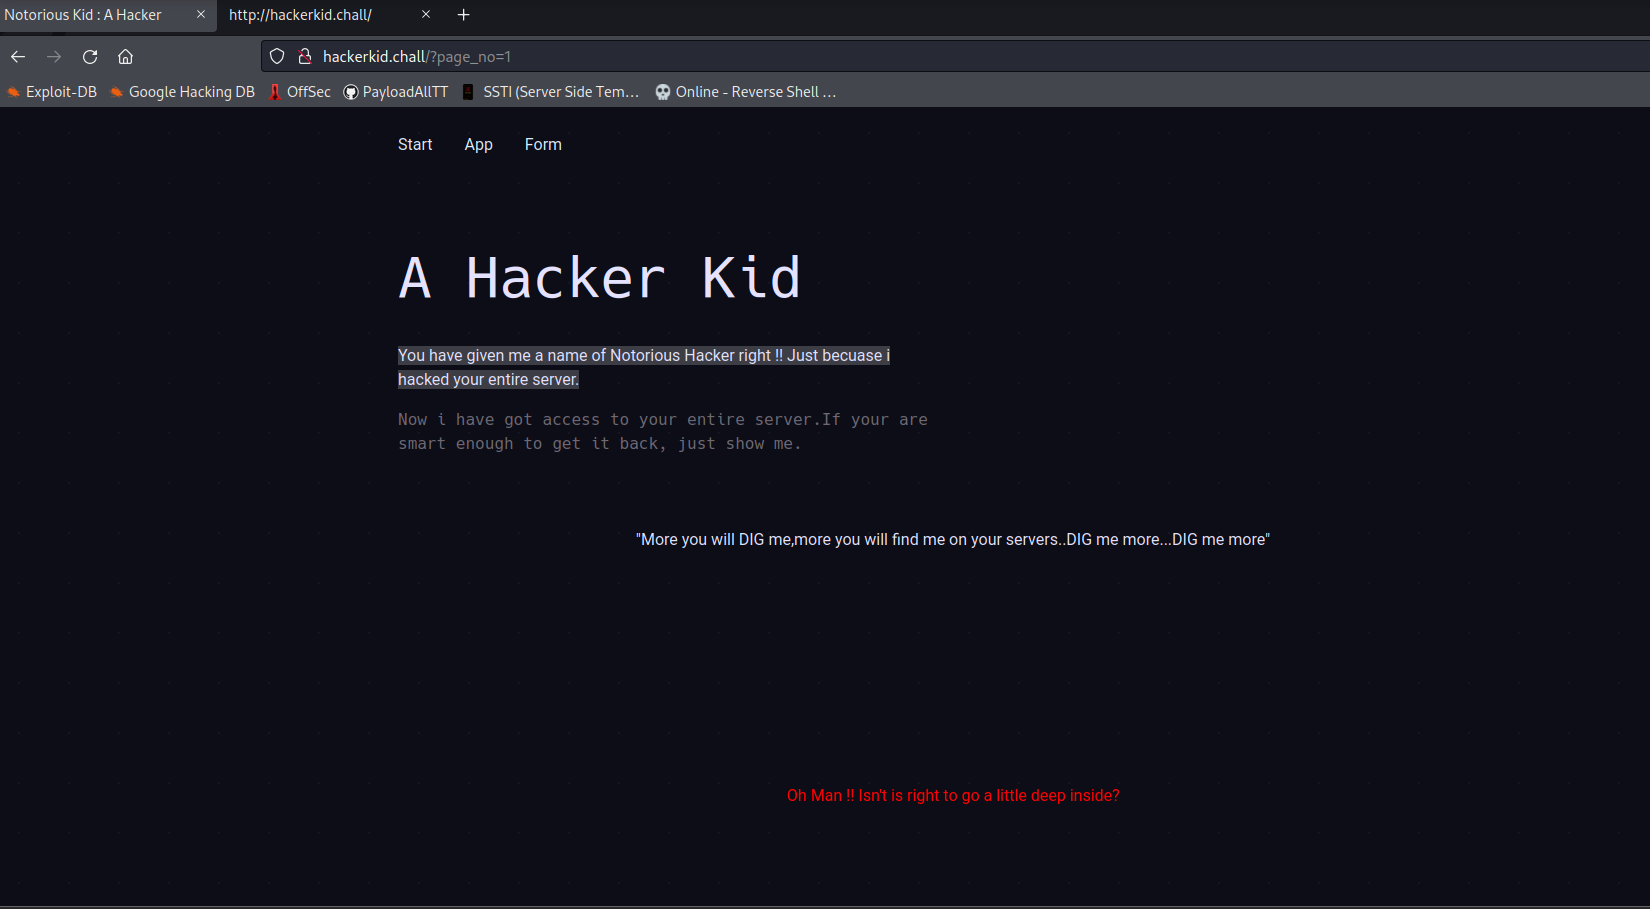 Notorious Kid : A Hacker
http://hackerkid.chall/
hackerkid.chall/?page_no=1
Exploit-DB Google Hacking DB OffSec PayloadAllTT SSTI (Server Side Tem… Online - Reverse Shell …
Start App Form
A Hacker Kid
You have given me a name of Notorious Hacker right !! Just becuase i
hacked your entire server.
Now i have got access to your entire server.If your are
smart enough to get it back, just show me.
"More you will DIG me,more you will find me on your servers..DIG me more...DIG me more"
Oh Man !! Isn't is right to go a little deep inside?